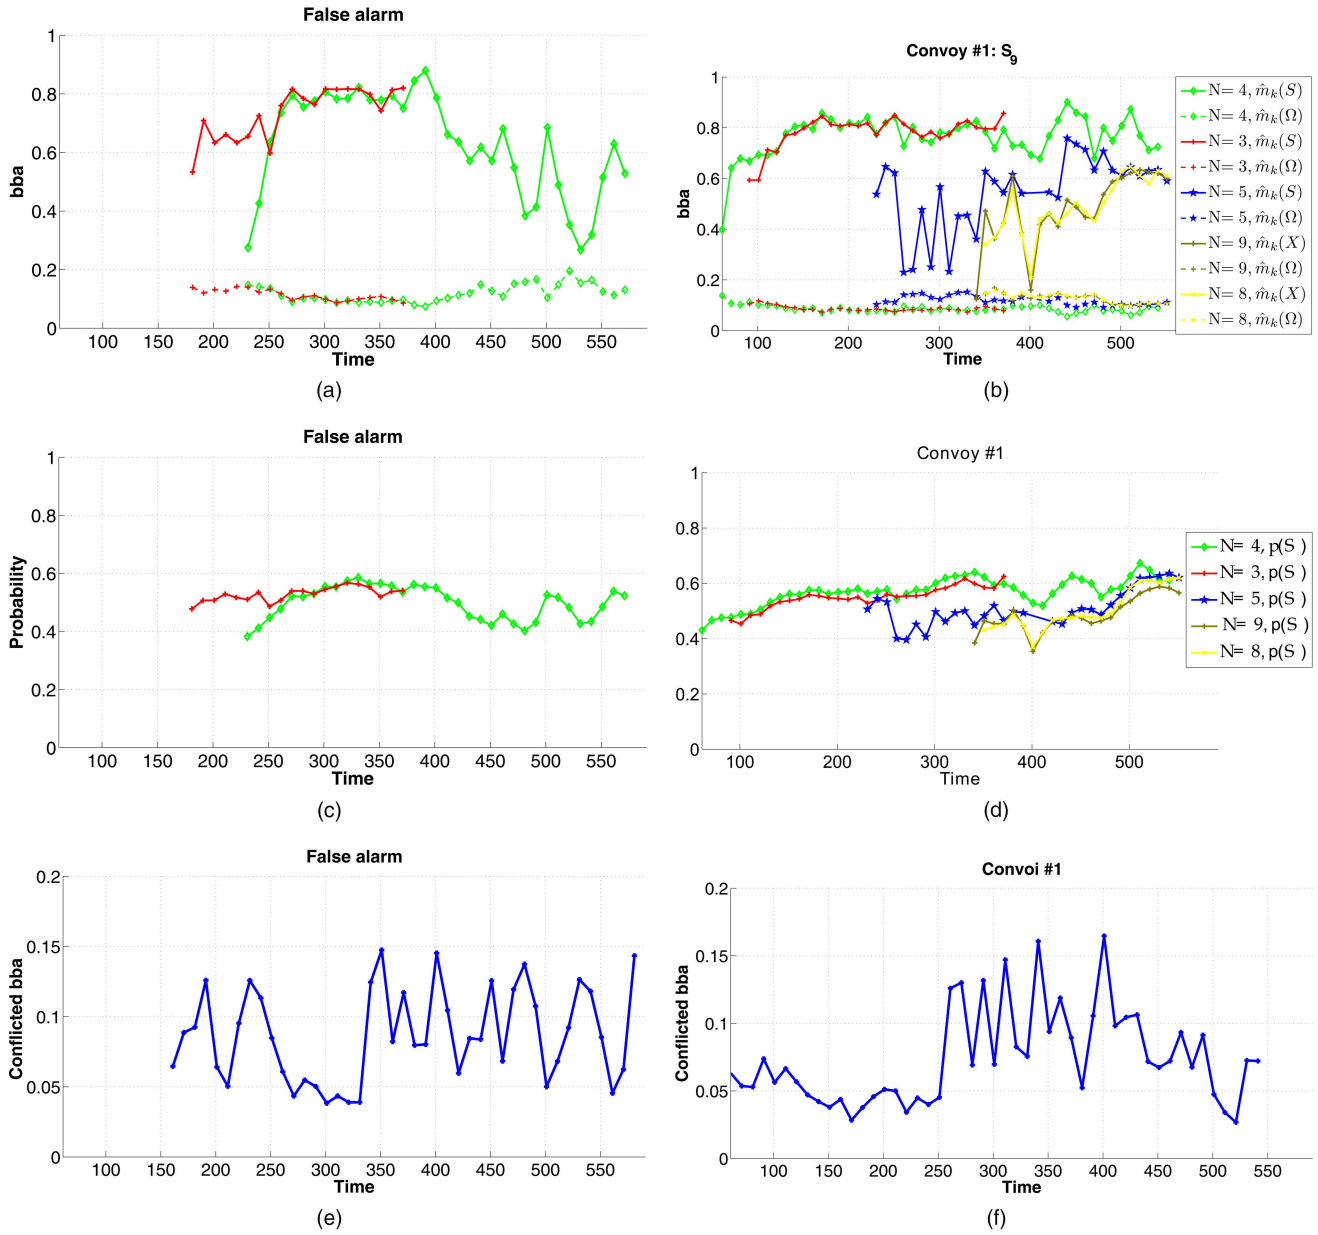 False alarm
bba
1
0.8
0.6
0.4
0.2
0
100 150 200 250 300 350 400 450 500 550
Time
(a)
Convoy #1: S9
bba
1
0.8
0.6
0.4
0.2
0
100 200 300 400 500
Time
N= 4, m̂k(S)
N= 4, m̂k(Ω)
N= 3, m̂k(S)
N= 3, m̂k(Ω)
N= 5, m̂k(S)
N= 5, m̂k(Ω)
N= 9, m̂k(X)
N= 9, m̂k(Ω)
N= 8, m̂k(X)
N= 8, m̂k(Ω)
(b)
False alarm
Probability
1
0.8
0.6
0.4
0.2
0
100 150 200 250 300 350 400 450 500 550
Time
(c)
Convoy #1
1
0.8
0.6
0.4
0.2
0
100 200 300 400 500
Time
N= 4, p(S )
N= 3, p(S )
N= 5, p(S )
N= 9, p(S )
N= 8, p(S )
(d)
False alarm
Conflicted bba
0.2
0.15
0.1
0.05
0
100 150 200 250 300 350 400 450 500 550
Time
(e)
Convoi #1
Conflicted bba
0.2
0.15
0.1
0.05
0
100 150 200 250 300 350 400 450 500 550
Time
(f)